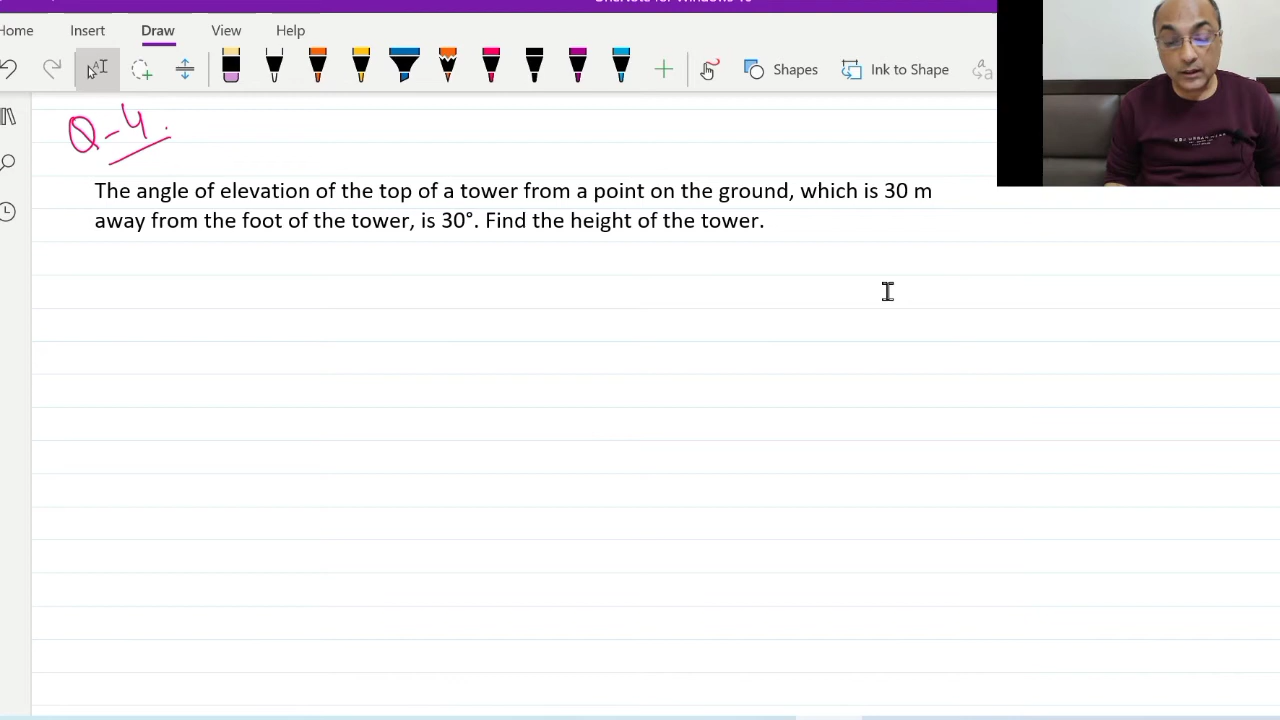 Home Insert Draw View Help
Shapes Ink to Shape
Q-4.
The angle of elevation of the top of a tower from a point on the ground, which is 30 m
away from the foot of the tower, is 30°. Find the height of the tower.